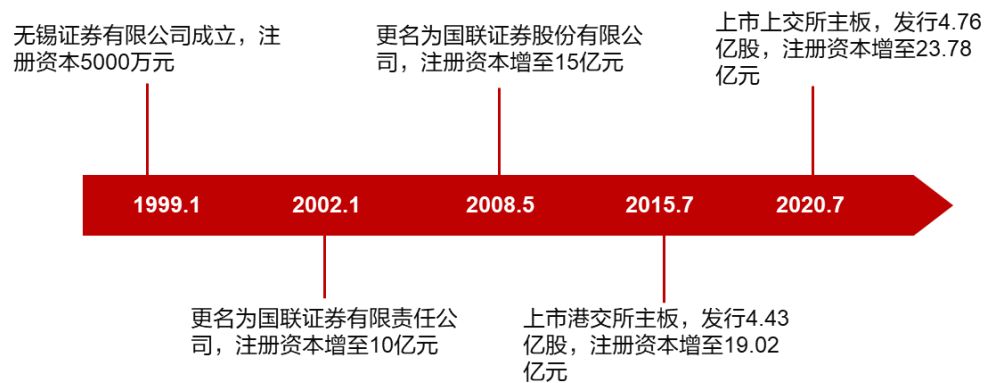 无锡证券有限公司成立，注
册资本5000万元
更名为国联证券股份有限公
司，注册资本增至15亿元
上市上交所主板，发行4.76
亿股，注册资本增至23.78
亿元
1999.1
2002.1
2008.5
2015.7
2020.7
更名为国联证券有限责任公
司，注册资本增至10亿元
上市港交所主板，发行4.43
亿股，注册资本增至19.02
亿元